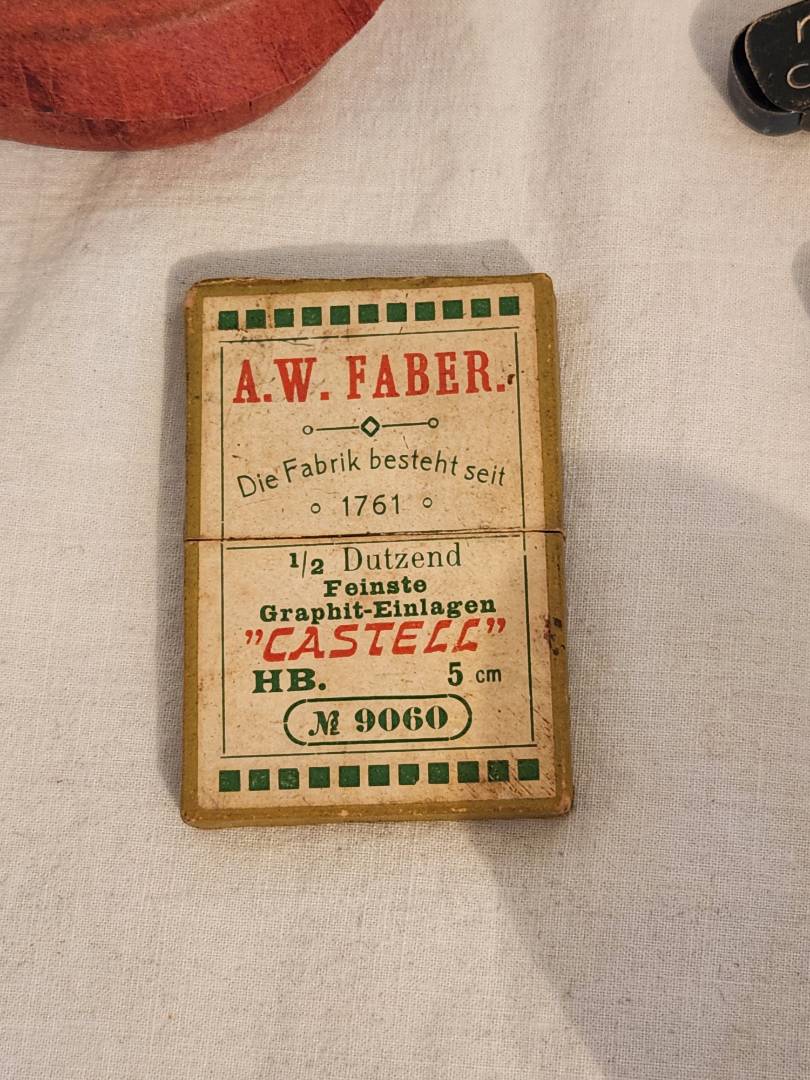 A.W. FABER.
Die Fabrik besteht seit
1761
1/2 Dutzend
Feinste
Graphit-Einlagen
"CASTELL"
HB. 5 cm
№ 9060